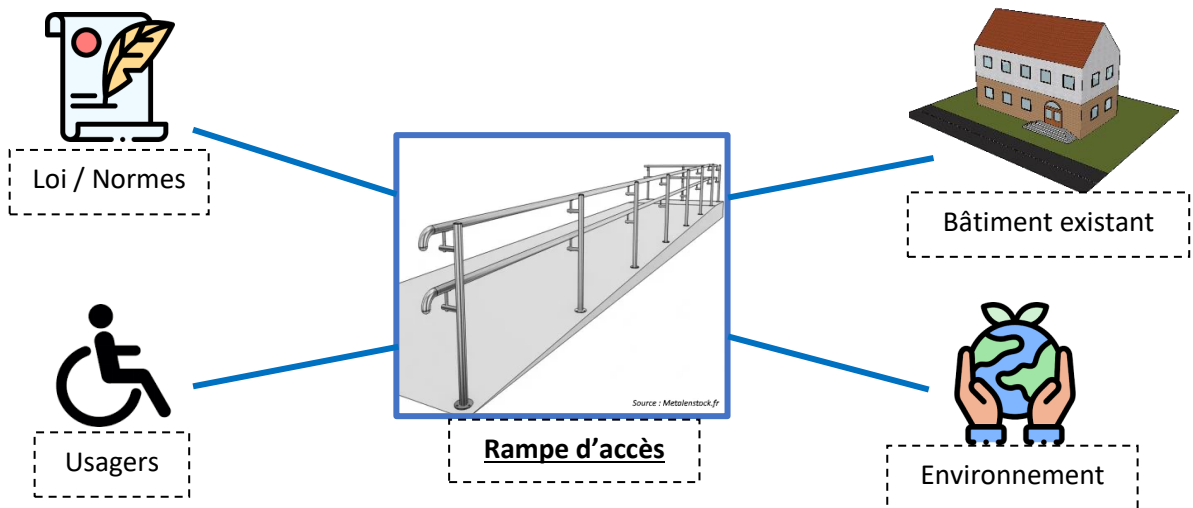 Loi / Normes
Bâtiment existant
Source : Metalenstock.fr
Usagers
Rampe d'accès
Environnement